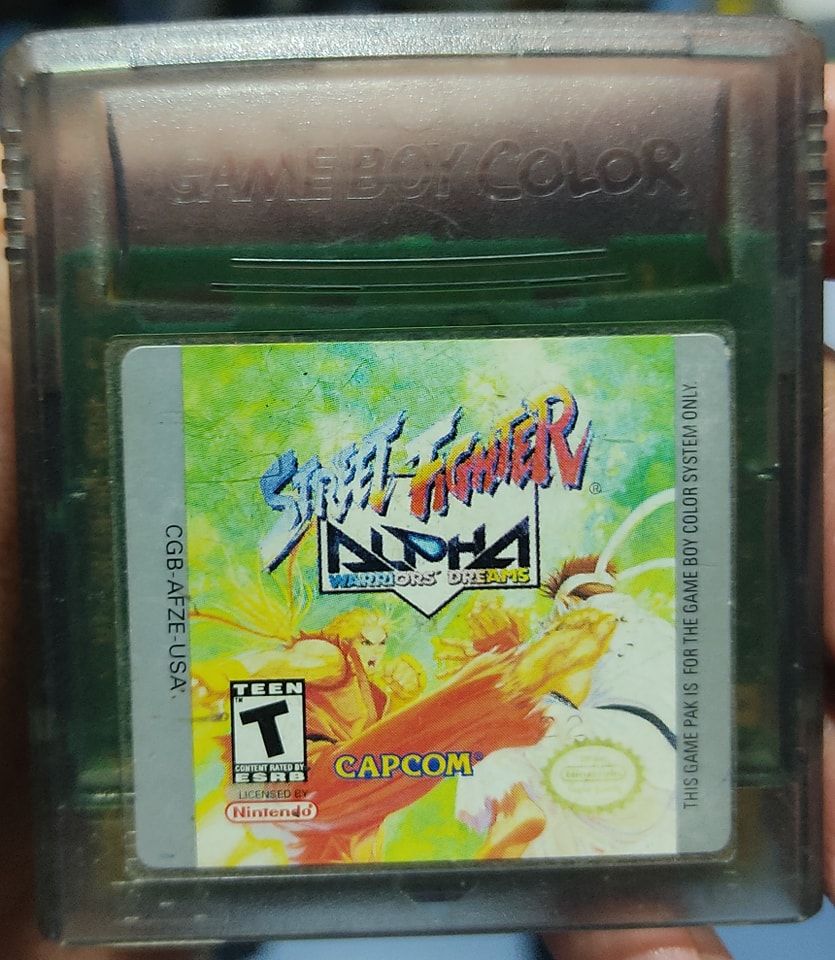 GAME BOY COLOR
STREET FIGHTER®
ALPHA
WARRIORS' DREAMS
CGB-AFZE-USA
THIS GAME PAK IS FOR THE GAME BOY COLOR SYSTEM ONLY.
TEEN
T
CONTENT RATED BY
ESRB
CAPCOM®
LICENSED BY
Nintendo®
22